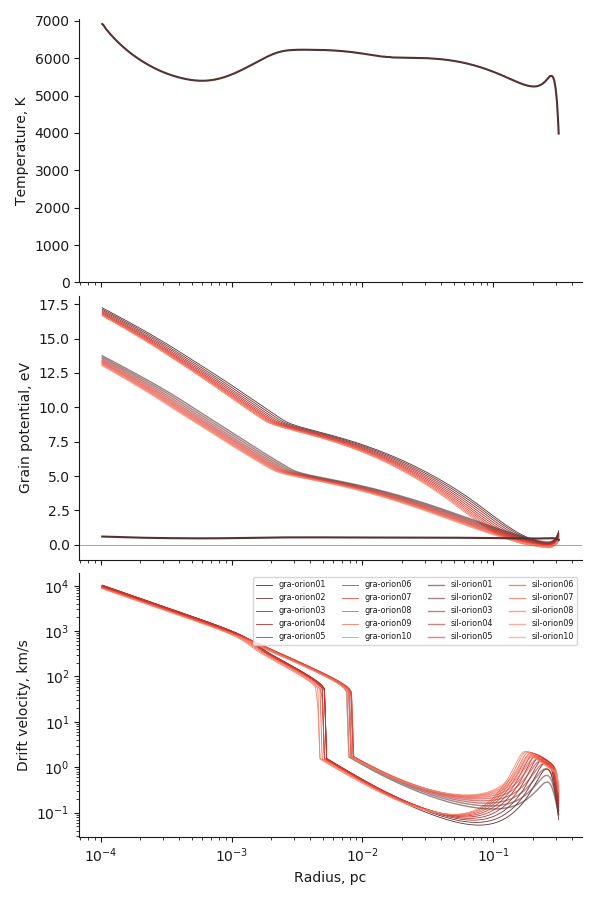 7000
6000
5000
4000
3000
2000
1000
0
Temperature, K
17.5
15.0
12.5
10.0
7.5
5.0
2.5
0.0
Grain potential, eV
gra-orion01 gra-orion06 sil-orion01 sil-orion06
gra-orion02 gra-orion07 sil-orion02 sil-orion07
gra-orion03 gra-orion08 sil-orion03 sil-orion08
gra-orion04 gra-orion09 sil-orion04 sil-orion09
gra-orion05 gra-orion10 sil-orion05 sil-orion10
10⁴
10³
10²
10¹
10⁰
10⁻¹
Drift velocity, km/s
10⁻⁴ 10⁻³ 10⁻² 10⁻¹
Radius, pc